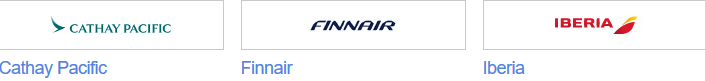 CATHAY PACIFIC
FINNAIR
IBERIA
Cathay Pacific
Finnair
Iberia